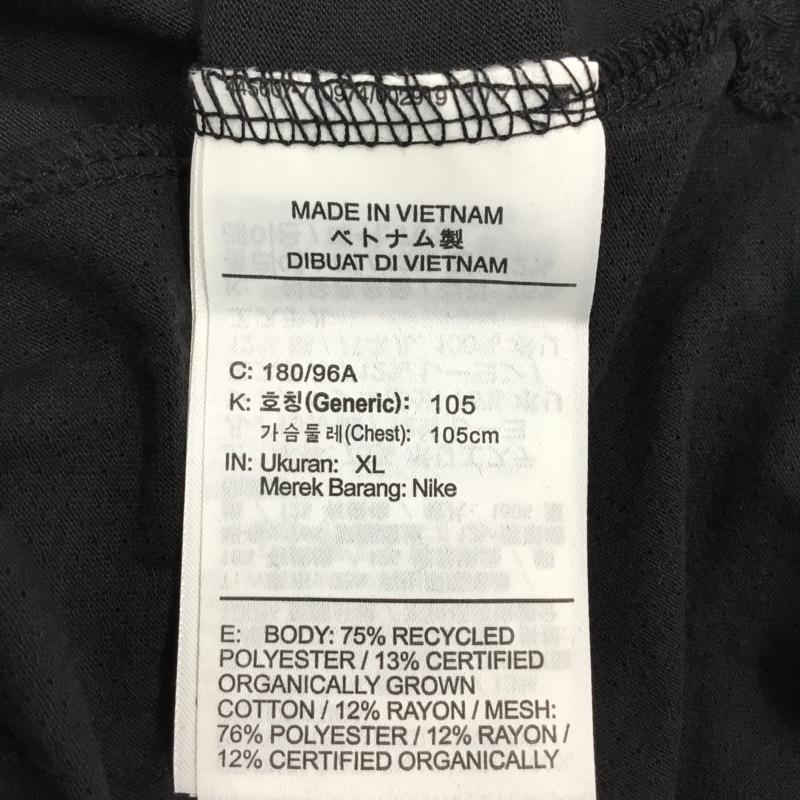 MADE IN VIETNAM
ベトナム製
DIBUAT DI VIETNAM
C: 180/96A
K: 호칭(Generic): 105
가슴둘레(Chest): 105cm
IN: Ukuran: XL
Merek Barang: Nike
E: BODY: 75% RECYCLED
POLYESTER / 13% CERTIFIED
ORGANICALLY GROWN
COTTON / 12% RAYON / MESH:
76% POLYESTER / 12% RAYON /
12% CERTIFIED ORGANICALLY